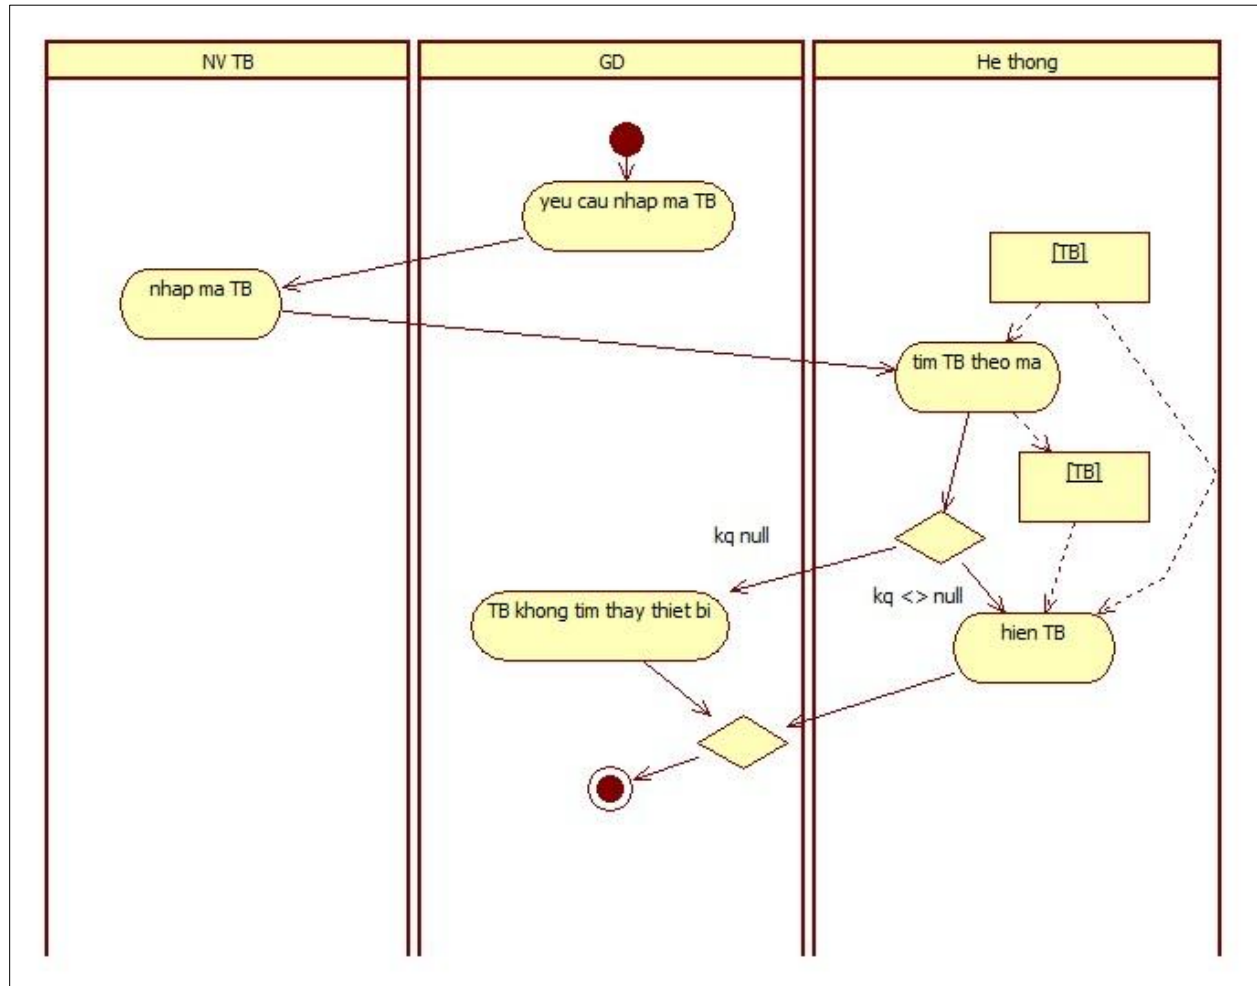 NV TB
GD
He thong
yeu cau nhap ma TB
[TB]
nhap ma TB
tim TB theo ma
[TB]
kq null
kq <> null
TB khong tim thay thiet bi
hien TB